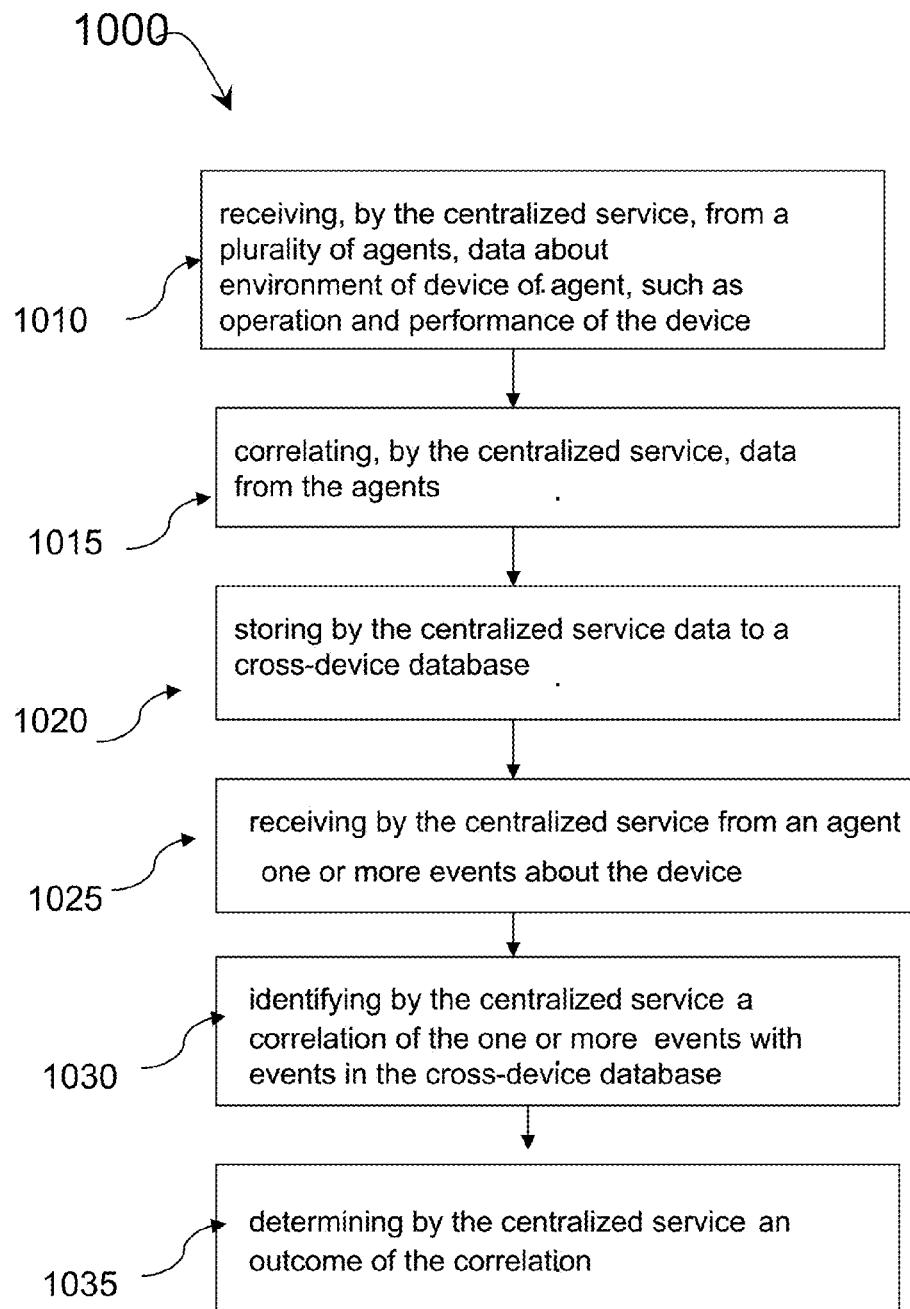 1000
receiving, by the centralized service, from a
plurality of agents, data about
environment of device of agent, such as
operation and performance of the device
1010
correlating, by the centralized service, data
from the agents
1015
storing by the centralized service data to a
cross-device database
1020
receiving by the centralized service from an agent
one or more events about the device
1025
identifying by the centralized service a
correlation of the one or more events with
events in the cross-device database
1030
determining by the centralized service an
outcome of the correlation
1035